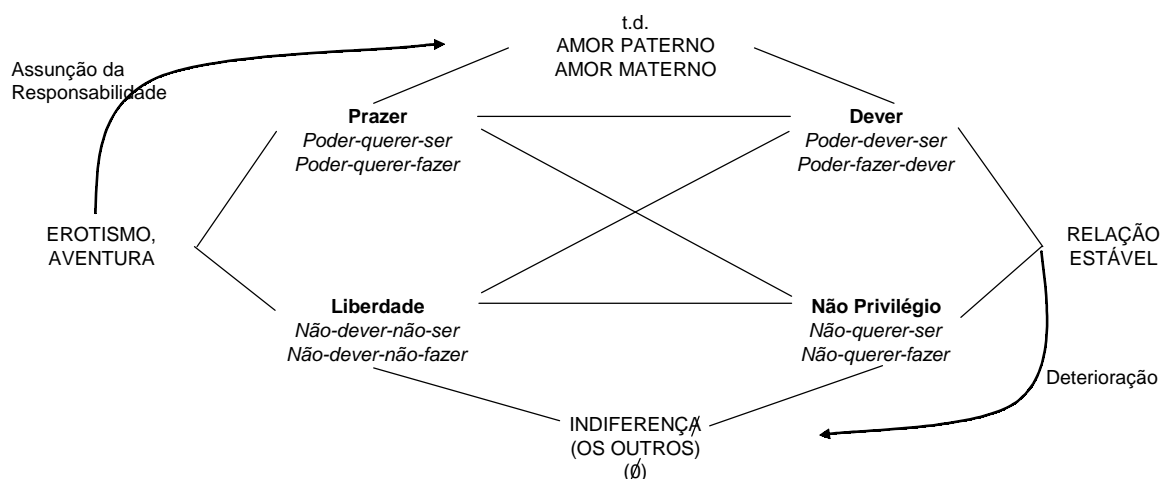 t.d.
AMOR PATERNO
AMOR MATERNO
Assunção da
Responsabilidade
Prazer
Poder-querer-ser
Poder-querer-fazer
Dever
Poder-dever-ser
Poder-fazer-dever
EROTISMO,
AVENTURA
RELAÇÃO
ESTÁVEL
Liberdade
Não-dever-não-ser
Não-dever-não-fazer
Não Privilégio
Não-querer-ser
Não-querer-fazer
Deterioração
INDIFERENÇA
(OS OUTROS)
(Ø)